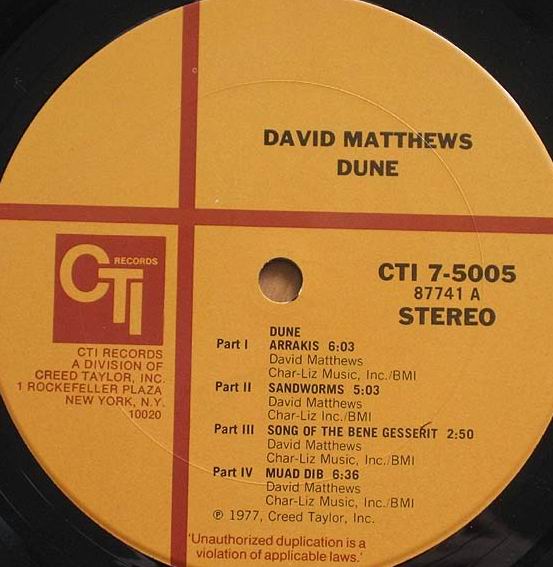 DAVID MATTHEWS
DUNE
CTI RECORDS
CTI 7-5005
87741 A
STEREO
CTI RECORDS
A DIVISION OF
CREED TAYLOR, INC.
1 ROCKEFELLER PLAZA
NEW YORK, N.Y.
10020
DUNE
Part I ARRAKIS 6:03
David Matthews
Char-Liz Music, Inc./BMI
Part II SANDWORMS 5:03
David Matthews
Char-Liz Inc./BMI
Part III SONG OF THE BENE GESSERIT 2:50
David Matthews
Char-Liz Music, Inc./BMI
Part IV MUAD DIB 6:36
David Matthews
Char-Liz Music, Inc./BMI
℗ 1977, Creed Taylor, Inc.
'Unauthorized duplication is a
violation of applicable laws.'